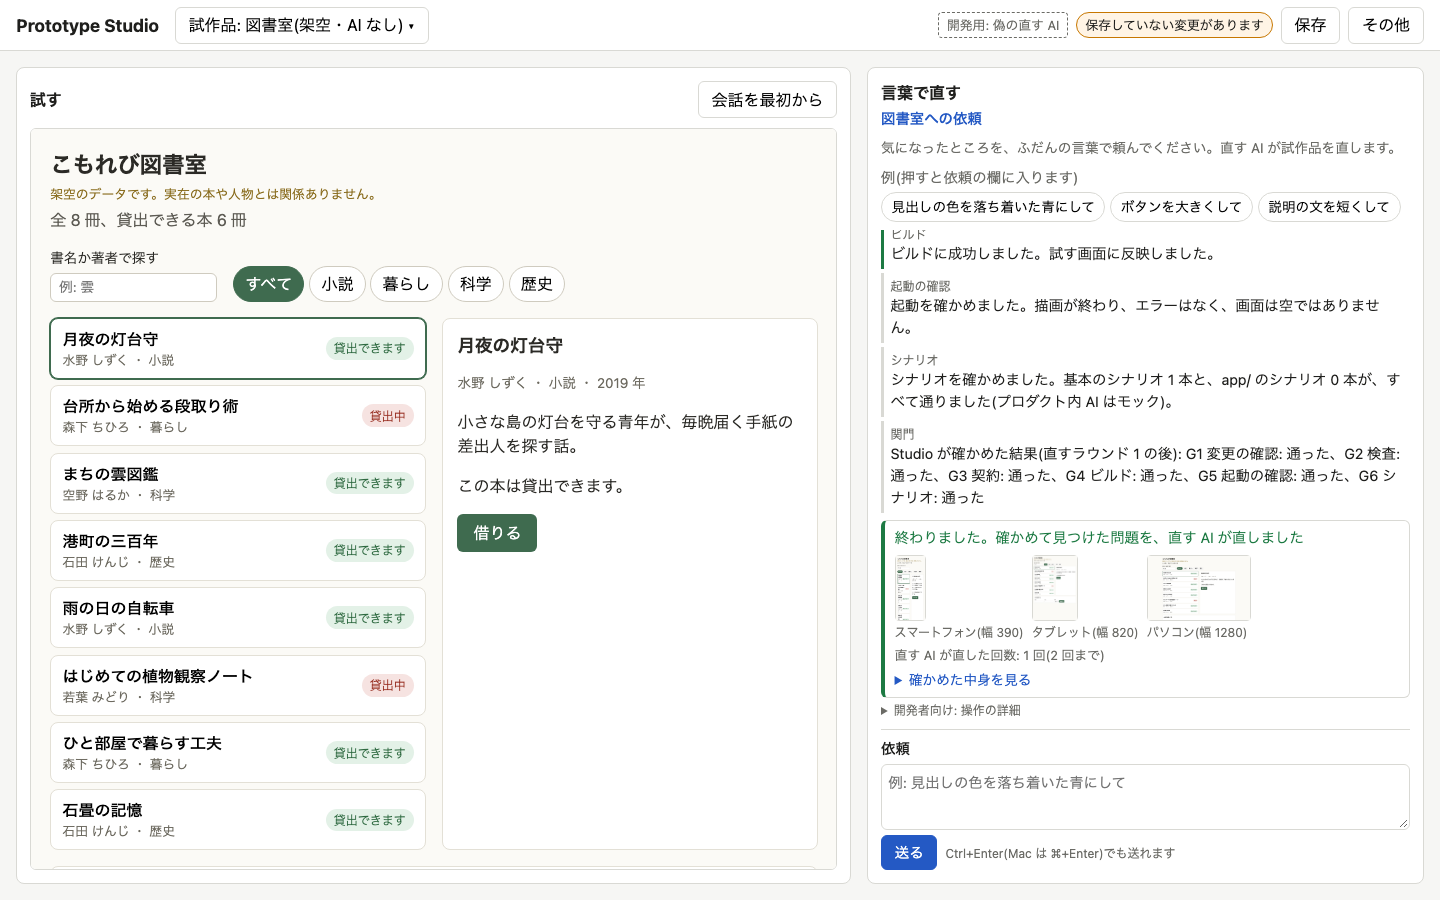 Prototype Studio
試作品: 図書室(架空・AI なし) ▾
開発用: 偽の直す AI
保存していない変更があります
保存
その他
試す
会話を最初から
こもれび図書室
架空のデータです。実在の本や人物とは関係ありません。
全 8 冊、貸出できる本 6 冊
書名か著者で探す
例: 雲
すべて
小説
暮らし
科学
歴史
月夜の灯台守
水野 しずく ・ 小説
貸出できます
台所から始める段取り術
森下 ちひろ ・ 暮らし
貸出中
まちの雲図鑑
空野 はるか ・ 科学
貸出できます
港町の三百年
石田 けんじ ・ 歴史
貸出できます
雨の日の自転車
水野 しずく ・ 小説
貸出できます
はじめての植物観察ノート
若葉 みどり ・ 科学
貸出中
ひと部屋で暮らす工夫
森下 ちひろ ・ 暮らし
貸出できます
石畳の記憶
石田 けんじ ・ 歴史
貸出できます
月夜の灯台守
水野 しずく ・ 小説 ・ 2019 年
小さな島の灯台を守る青年が、毎晩届く手紙の
差出人を探す話。
この本は貸出できます。
借りる
言葉で直す
図書室への依頼
気になったところを、ふだんの言葉で頼んでください。直す AI が試作品を直します。
例(押すと依頼の欄に入ります)
見出しの色を落ち着いた青にして
ボタンを大きくして
説明の文を短くして
ビルド
ビルドに成功しました。試す画面に反映しました。
起動の確認
起動を確かめました。描画が終わり、エラーはなく、画面は空ではありませ
ん。
シナリオ
シナリオを確かめました。基本のシナリオ 1 本と、app/ のシナリオ 0 本が、す
べて通りました(プロダクト内 AI はモック)。
関門
Studio が確かめた結果(直すラウンド 1 の後): G1 変更の確認: 通った、G2 検査:
通った、G3 契約: 通った、G4 ビルド: 通った、G5 起動の確認: 通った、G6 シ
ナリオ: 通った
終わりました。確かめて見つけた問題を、直す AI が直しました
スマートフォン(幅 390)
タブレット(幅 820)
パソコン(幅 1280)
直す AI が直した回数: 1 回(2 回まで)
▶ 確かめた中身を見る
▶ 開発者向け: 操作の詳細
依頼
例: 見出しの色を落ち着いた青にして
送る
Ctrl+Enter(Mac は ⌘+Enter)でも送れます